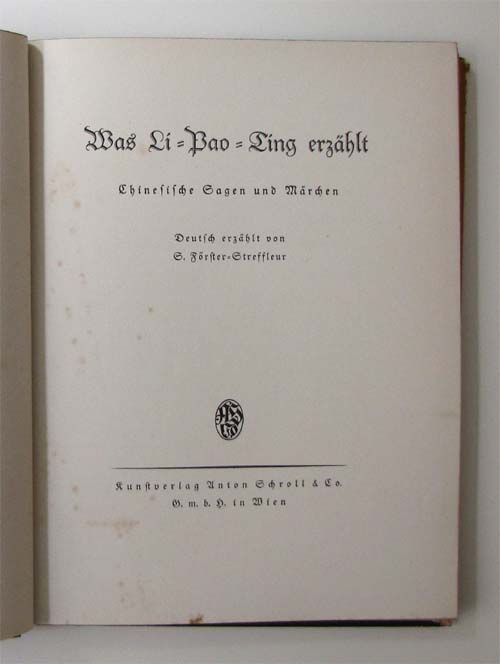 Was Li-Pao-Ting erzählt
Chinesische Sagen und Märchen
Deutsch erzählt von
S. Förster-Streffleur
Kunstverlag Anton Schroll & Co.
G. m. b. H. in Wien